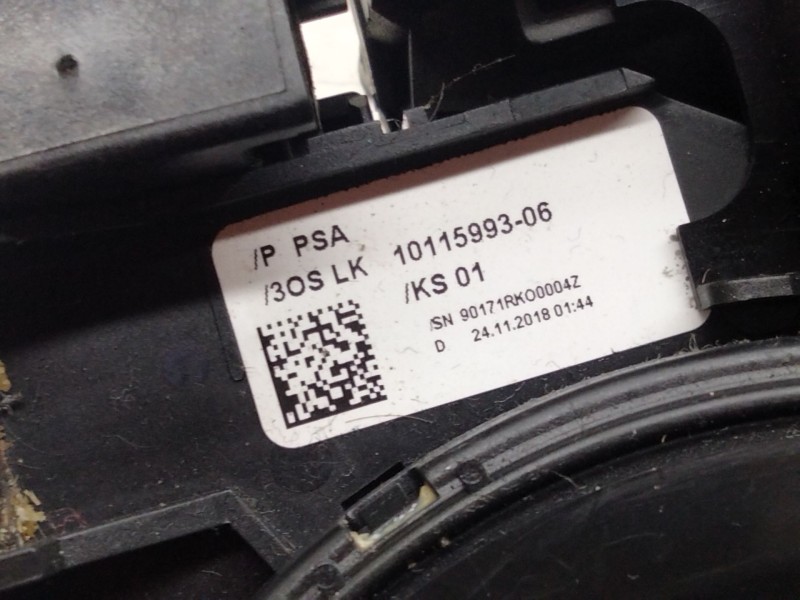 /P PSA 10115993-06
/3OS LK /KS 01
/SN 90171RKO0004Z
D 24.11.2018 01:44